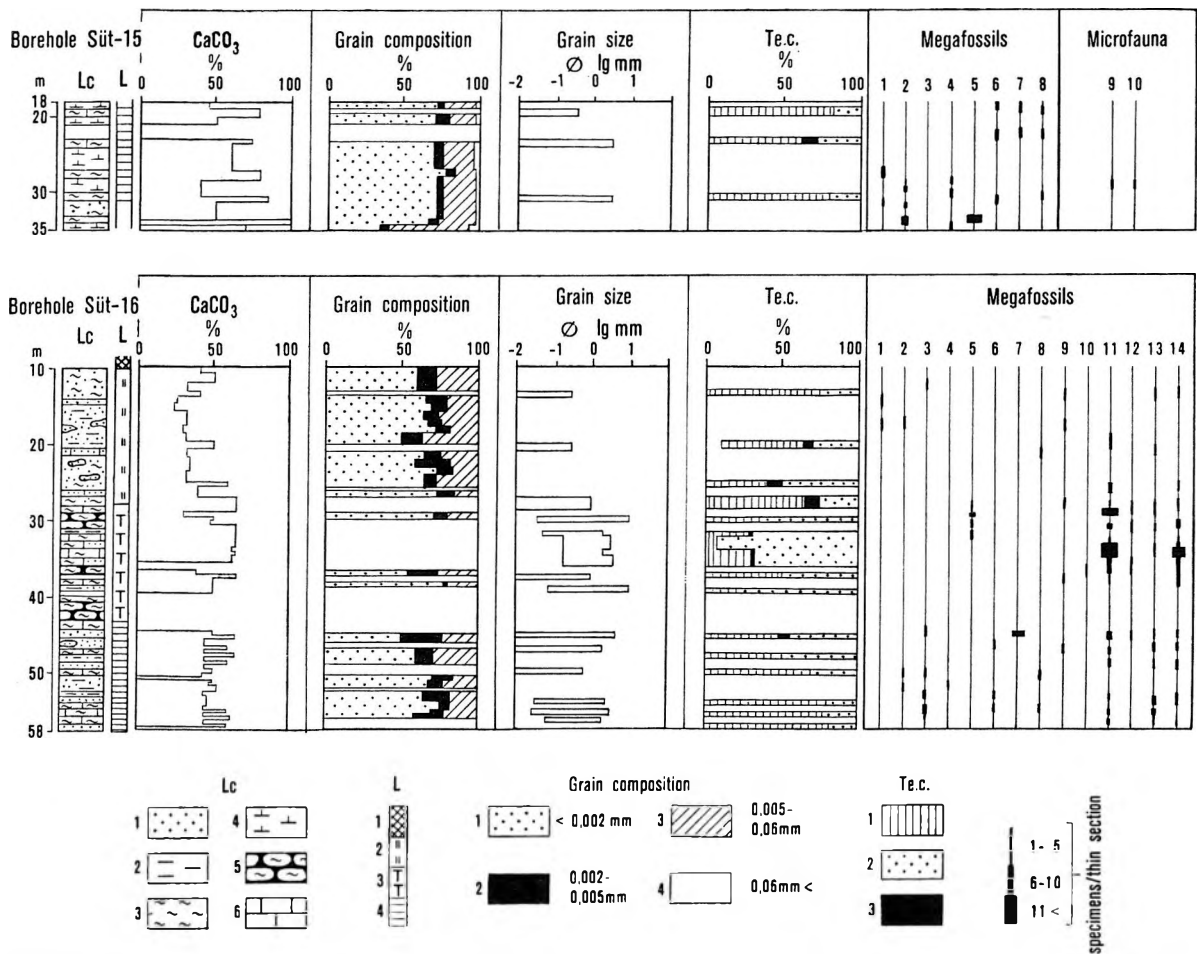 Borehole Süt-15 CaCO3 Grain composition Grain size Te.c. Megafossils Microfauna
% % Ø lg mm %
m Lc L 0 50 100 0 50 100 -2 -1 0 1 0 50 100 1 2 3 4 5 6 7 8 9 10
18
20
30
35
Borehole Süt-16 CaCO3 Grain composition Grain size Te.c. Megafossils
Lc L % % Ø lg mm %
m 0 50 100 0 50 100 -2 -1 0 1 0 50 100 1 2 3 4 5 6 7 8 9 10 11 12 13 14
10
20
30
40
50
58
Lc L Grain composition Te.c.
1 4 1 1 < 0,002 mm 3 0,005-0,06mm 1 1- 5
2 5 2 2
3 6 3 2 0,002-0,005mm 4 0,06mm < 3 6-10
4 11 <
specimens/thin section